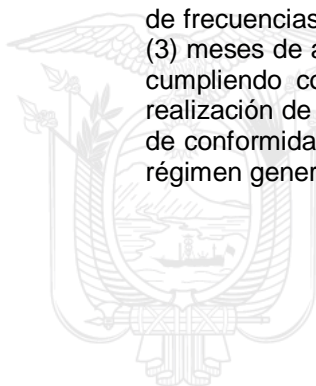 de frecuencias
(3) meses de a
cumpliendo co
realización de
de conformida
régimen gener